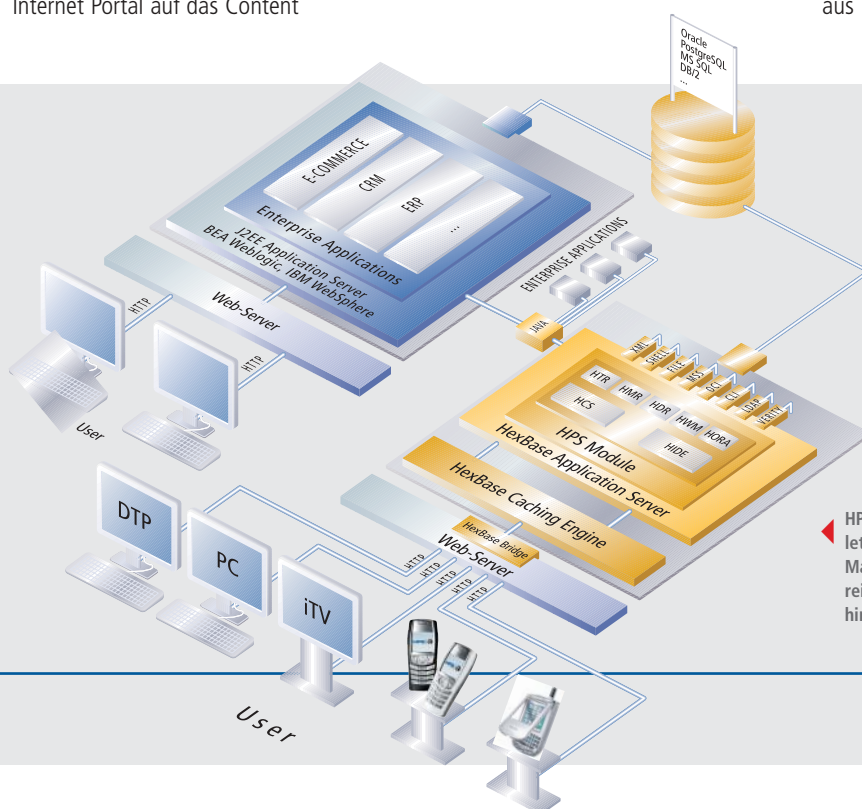 Internet Portal auf das Content
aus
Oracle
PostgreSQL
MS SQL
DB/2
...
E-COMMERCE
CRM
ERP
...
Enterprise Applications
J2EE Application Server
BEA Weblogic, IBM WebSphere
ENTERPRISE APPLICATIONS
Web-Server
HTTP
HTTP
User
JAVA
XML
SHELL
FILE
MSS
OCI
CLI
LDAP
VERITY
HTR
HMR
HDR
HWM
HORA
HCS
HIDE
HPS Module
HexBase Application Server
HexBase Caching Engine
HexBase Bridge
Web-Server
HTTP
HTTP
HTTP
HTTP
HTTP
DTP
PC
iTV
User
HP
let
Ma
rei
hin